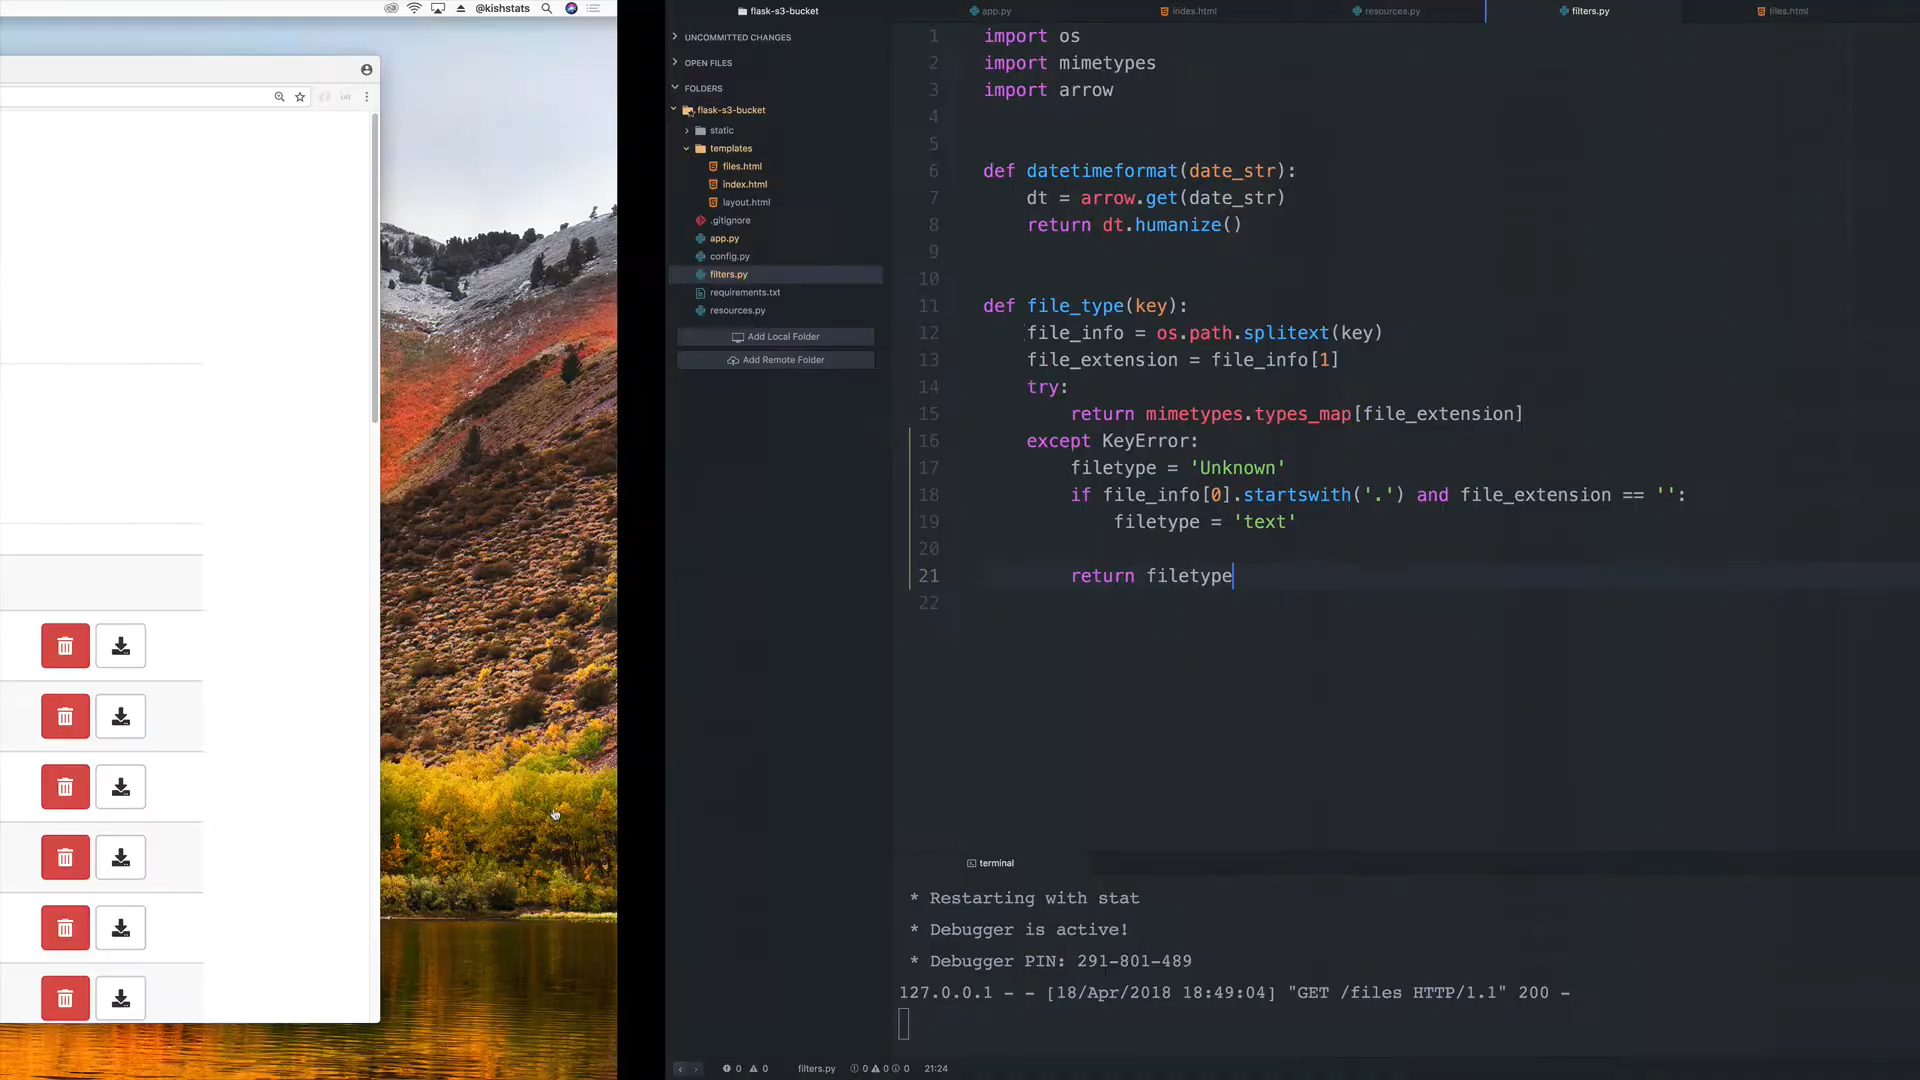 @kishstats
flask-s3-bucket
app.py
index.html
resources.py
filters.py
files.html
UNCOMMITTED CHANGES
OPEN FILES
FOLDERS
flask-s3-bucket
static
templates
files.html
index.html
layout.html
.gitignore
app.py
config.py
filters.py
requirements.txt
resources.py
Add Local Folder
Add Remote Folder
1 import os
2 import mimetypes
3 import arrow
4
5
6 def datetimeformat(date_str):
7 dt = arrow.get(date_str)
8 return dt.humanize()
9
10
11 def file_type(key):
12 file_info = os.path.splitext(key)
13 file_extension = file_info[1]
14 try:
15 return mimetypes.types_map[file_extension]
16 except KeyError:
17 filetype = 'Unknown'
18 if file_info[0].startswith('.') and file_extension == '':
19 filetype = 'text'
20
21 return filetype
22
terminal
* Restarting with stat
* Debugger is active!
* Debugger PIN: 291-801-489
127.0.0.1 - - [18/Apr/2018 18:49:04] "GET /files HTTP/1.1" 200 -
0 0 filters.py 0 0 0 21:24